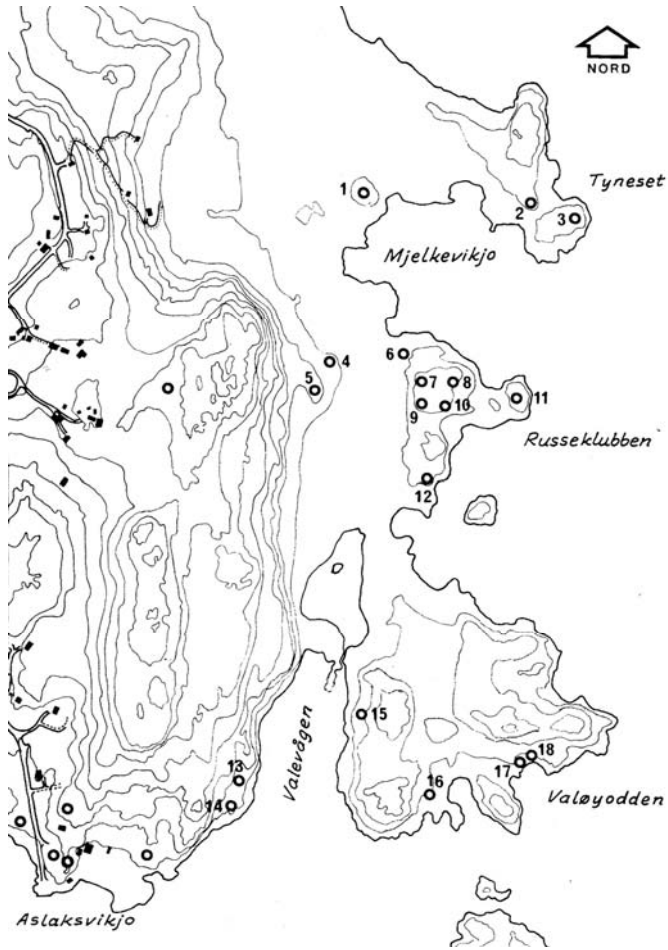 NORD
Tyneset
1
2
3
Mjelkevikjo
4
5
6
7
8
9
10
11
Russeklubben
12
13
14
15
16
17
18
Valevågen
Valøyodden
Aslaksvikjo